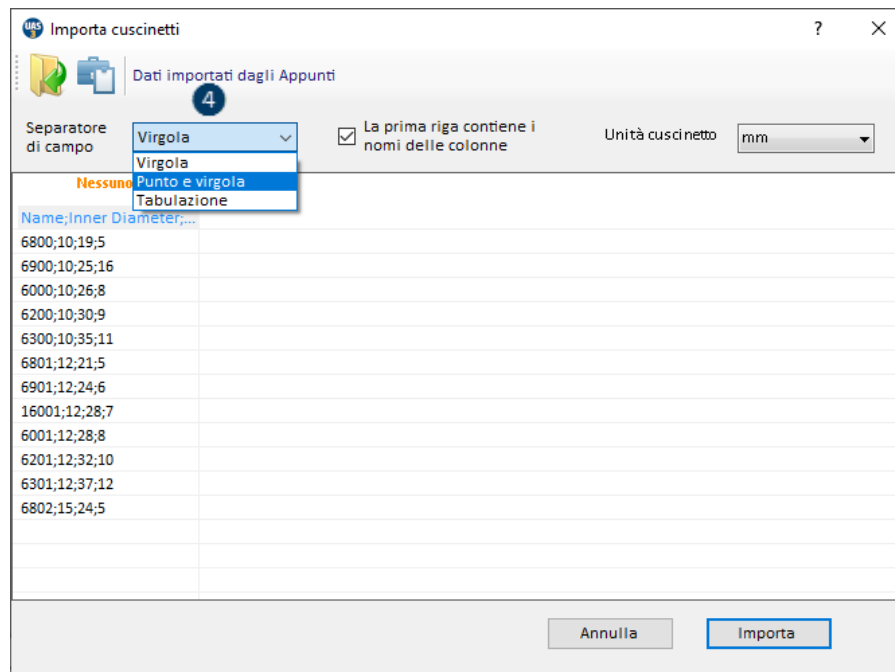 UAS
3
Importa cuscinetti
?
Dati importati dagli Appunti
4
Separatore
di campo
Virgola
La prima riga contiene i
nomi delle colonne
Unità cuscinetto
mm
Virgola
Punto e virgola
Tabulazione
Nessuno
Name;Inner Diameter;...
6800;10;19;5
6900;10;25;16
6000;10;26;8
6200;10;30;9
6300;10;35;11
6801;12;21;5
6901;12;24;6
16001;12;28;7
6001;12;28;8
6201;12;32;10
6301;12;37;12
6802;15;24;5
Annulla
Importa